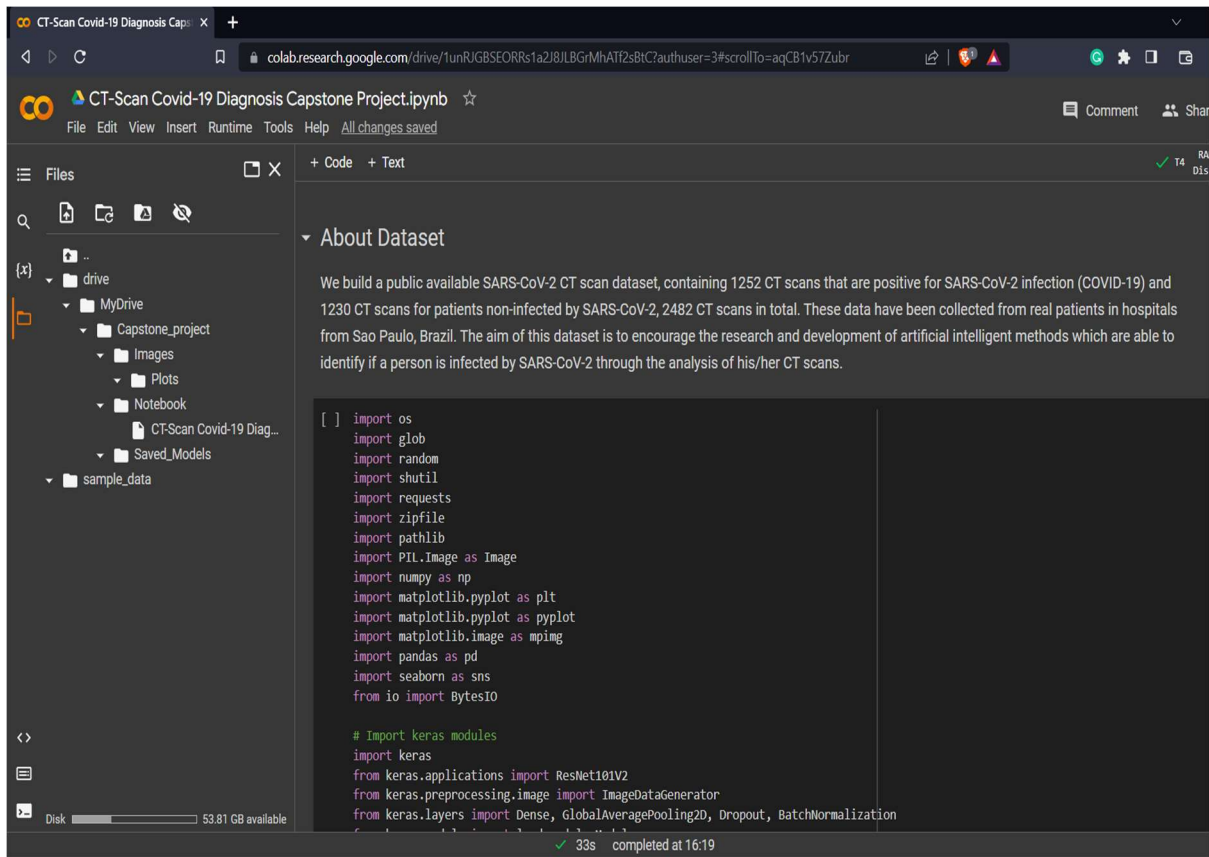 CT-Scan Covid-19 Diagnosis Caps
colab.research.google.com/drive/1unRJGBSEORRs1a2J8JLBGrMhATf2sBtC?authuser=3#scrollTo=aqCB1v57Zubr
CT-Scan Covid-19 Diagnosis Capstone Project.ipynb
File Edit View Insert Runtime Tools Help All changes saved
Comment
Shar
Files
+ Code + Text
T4
RA
Dis
..
drive
MyDrive
Capstone_project
Images
Plots
Notebook
CT-Scan Covid-19 Diag...
Saved_Models
sample_data
{x}
Disk 53.81 GB available
About Dataset
We build a public available SARS-CoV-2 CT scan dataset, containing 1252 CT scans that are positive for SARS-CoV-2 infection (COVID-19) and
1230 CT scans for patients non-infected by SARS-CoV-2, 2482 CT scans in total. These data have been collected from real patients in hospitals
from Sao Paulo, Brazil. The aim of this dataset is to encourage the research and development of artificial intelligent methods which are able to
identify if a person is infected by SARS-CoV-2 through the analysis of his/her CT scans.
[ ] import os
import glob
import random
import shutil
import requests
import zipfile
import pathlib
import PIL.Image as Image
import numpy as np
import matplotlib.pyplot as plt
import matplotlib.pyplot as pyplot
import matplotlib.image as mpimg
import pandas as pd
import seaborn as sns
from io import BytesIO
# Import keras modules
import keras
from keras.applications import ResNet101V2
from keras.preprocessing.image import ImageDataGenerator
from keras.layers import Dense, GlobalAveragePooling2D, Dropout, BatchNormalization
33s completed at 16:19